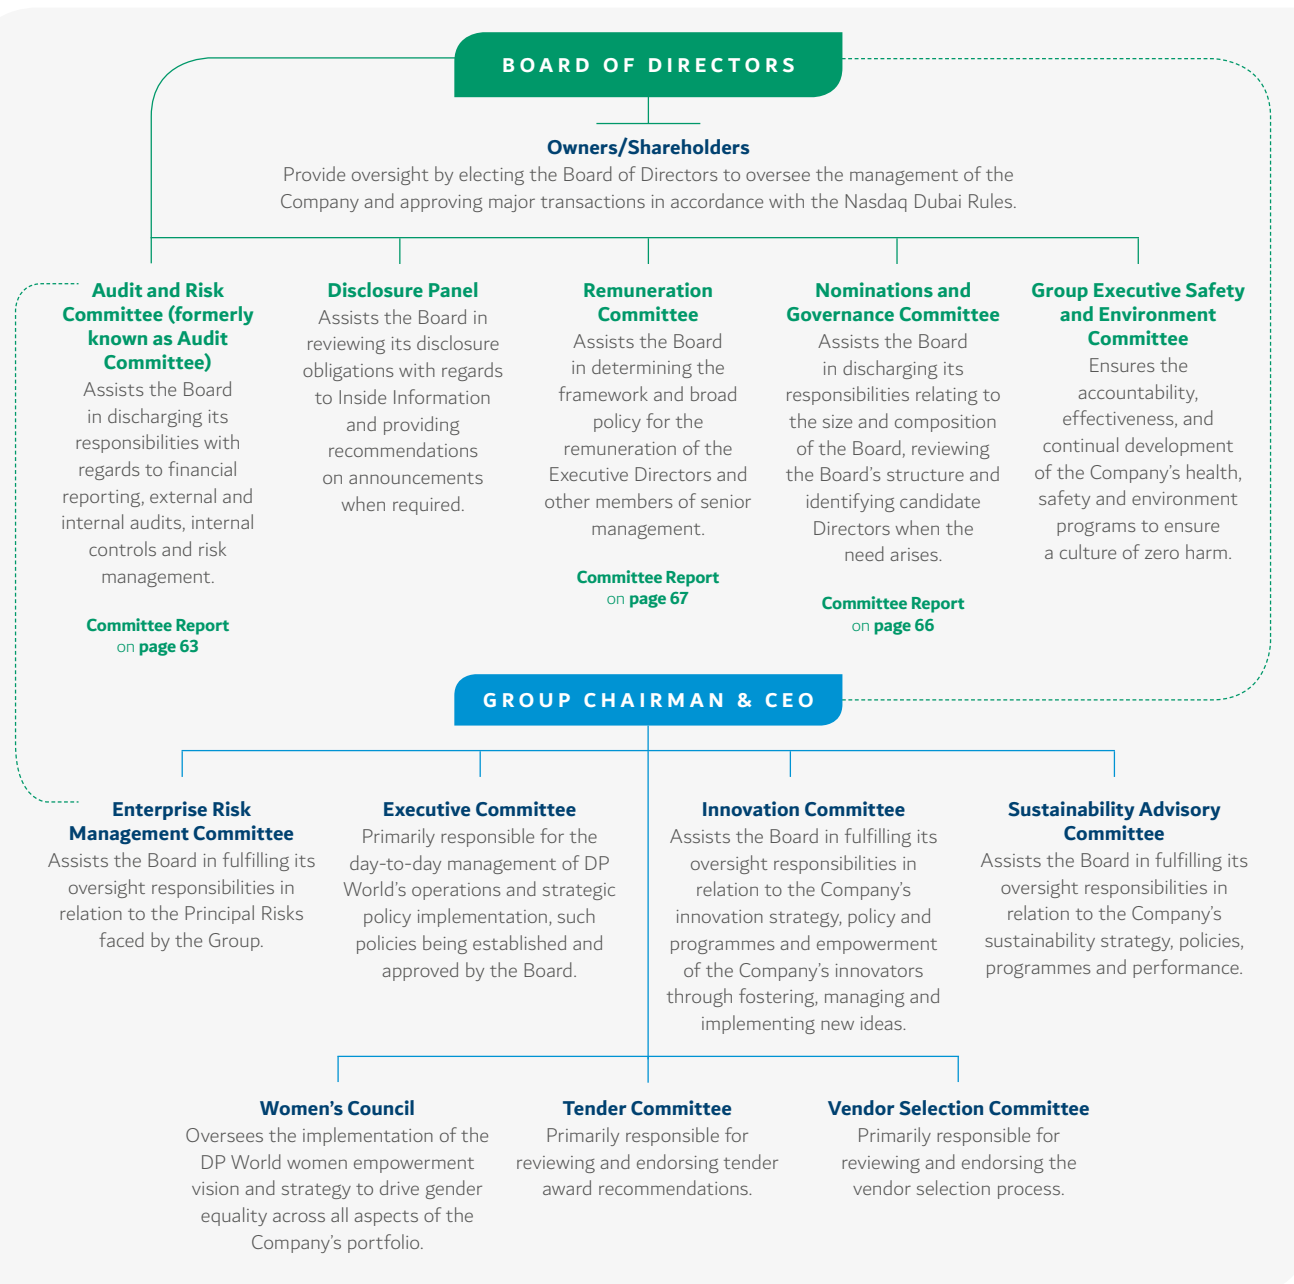 BOARD OF DIRECTORS
Owners/Shareholders
Provide oversight by electing the Board of Directors to oversee the management of the
Company and approving major transactions in accordance with the Nasdaq Dubai Rules.
Audit and Risk
Committee (formerly
known as Audit
Committee)
Assists the Board
in discharging its
responsibilities with
regards to financial
reporting, external and
internal audits, internal
controls and risk
management.
Committee Report
on page 63
Disclosure Panel
Assists the Board in
reviewing its disclosure
obligations with regards
to Inside Information
and providing
recommendations
on announcements
when required.
Remuneration
Committee
Assists the Board
in determining the
framework and broad
policy for the
remuneration of the
Executive Directors and
other members of senior
management.
Committee Report
on page 67
Nominations and
Governance Committee
Assists the Board
in discharging its
responsibilities relating to
the size and composition
of the Board, reviewing
the Board's structure and
identifying candidate
Directors when the
need arises.
Committee Report
on page 66
Group Executive Safety
and Environment
Committee
Ensures the
accountability,
effectiveness, and
continual development
of the Company's health,
safety and environment
programs to ensure
a culture of zero harm.
GROUP CHAIRMAN & CEO
Enterprise Risk
Management Committee
Assists the Board in fulfilling its
oversight responsibilities in
relation to the Principal Risks
faced by the Group.
Executive Committee
Primarily responsible for the
day-to-day management of DP
World's operations and strategic
policy implementation, such
policies being established and
approved by the Board.
Innovation Committee
Assists the Board in fulfilling its
oversight responsibilities in
relation to the Company's
innovation strategy, policy and
programmes and empowerment
of the Company's innovators
through fostering, managing and
implementing new ideas.
Sustainability Advisory
Committee
Assists the Board in fulfilling its
oversight responsibilities in
relation to the Company's
sustainability strategy, policies,
programmes and performance.
Women's Council
Oversees the implementation of the
DP World women empowerment
vision and strategy to drive gender
equality across all aspects of the
Company's portfolio.
Tender Committee
Primarily responsible for
reviewing and endorsing tender
award recommendations.
Vendor Selection Committee
Primarily responsible for
reviewing and endorsing the
vendor selection process.